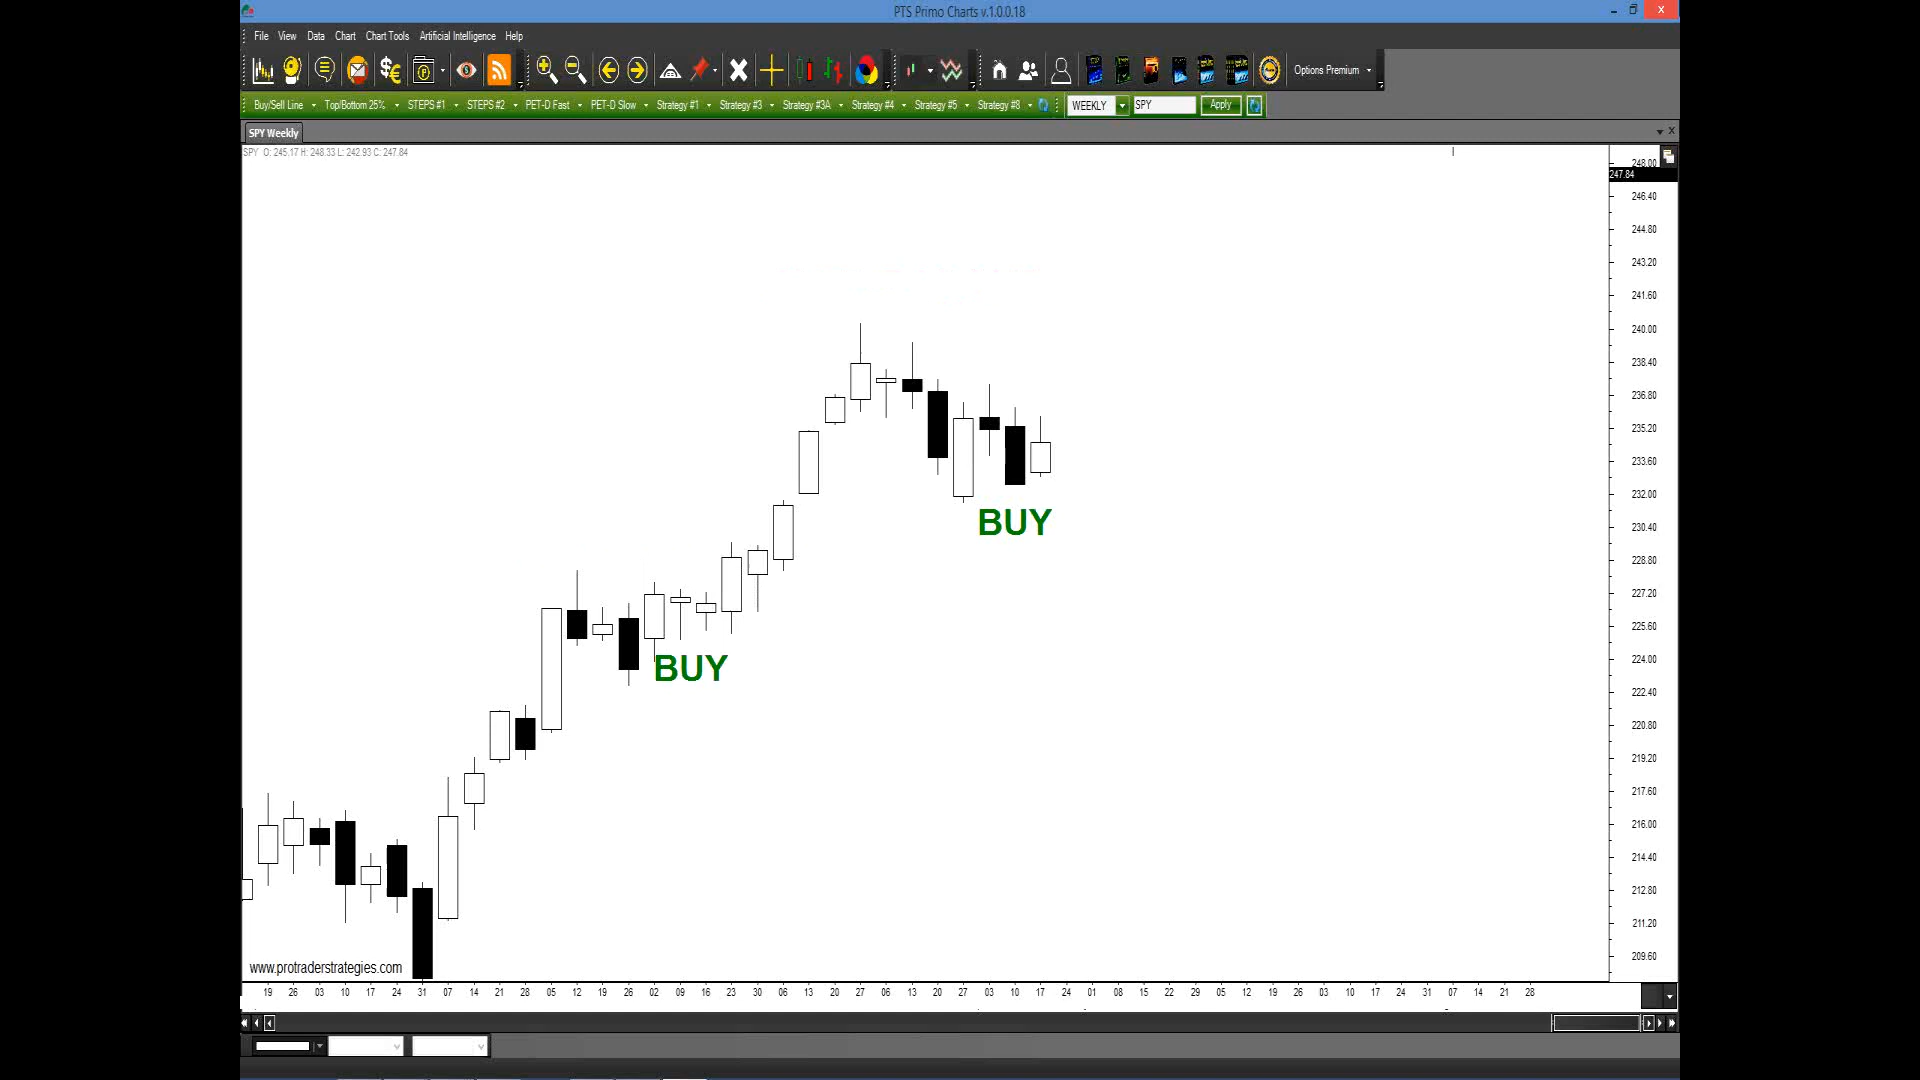 PTS Primo Charts v.1.0.0.18
File View Data Chart Chart Tools Artificial Intelligence Help
Options Premium
Buy/Sell Line Top/Bottom 25% STEPS #1 STEPS #2 PET-D Fast PET-D Slow Strategy #1 Strategy #3 Strategy #3A Strategy #4 Strategy #5 Strategy #8 WEEKLY SPY Apply
SPY Weekly
SPY O: 245.17 H: 248.33 L: 242.93 C: 247.84
248.00
247.84
246.40
244.80
243.20
241.60
240.00
238.40
236.80
235.20
233.60
232.00
BUY
230.40
228.80
227.20
225.60
224.00
BUY
222.40
220.80
219.20
217.60
216.00
214.40
212.80
211.20
209.60
www.protraderstrategies.com
19 26 03 10 17 24 31 07 14 21 28 05 12 19 26 02 09 16 23 30 06 13 20 27 06 13 20 27 03 10 17 24 01 08 15 22 29 05 12 19 26 03 10 17 24 31 07 14 21 28